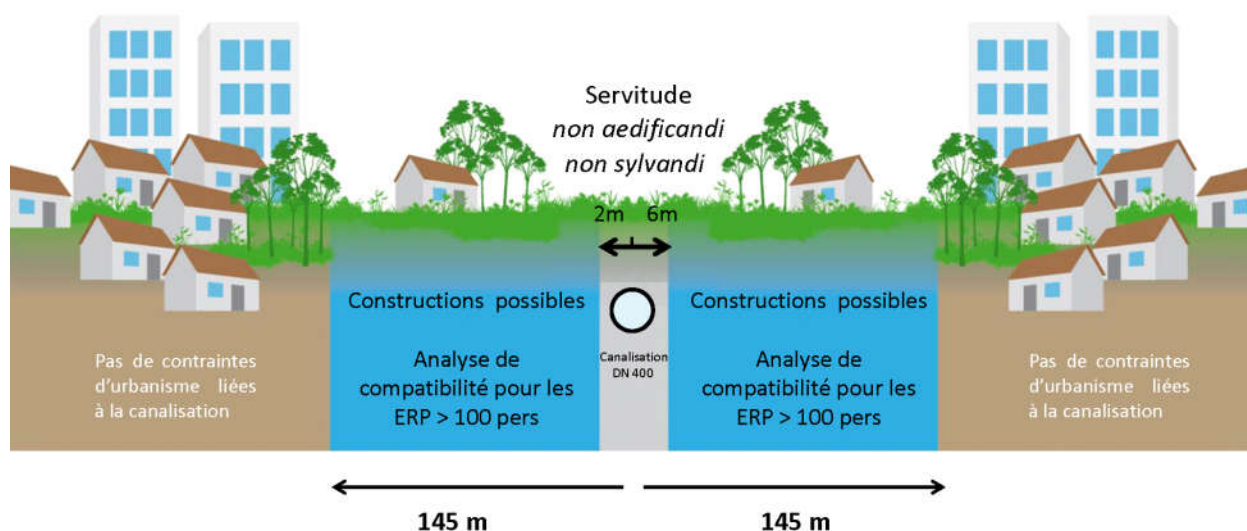 Servitude
non aedificandi
non sylvandi
2m 6m
Constructions possibles
Analyse de
compatibilité pour les
ERP > 100 pers
Canalisation
DN 400
Constructions possibles
Analyse de
compatibilité pour les
ERP > 100 pers
Pas de contraintes
d'urbanisme liées
à la canalisation
Pas de contraintes
d'urbanisme liées
à la canalisation
145 m
145 m